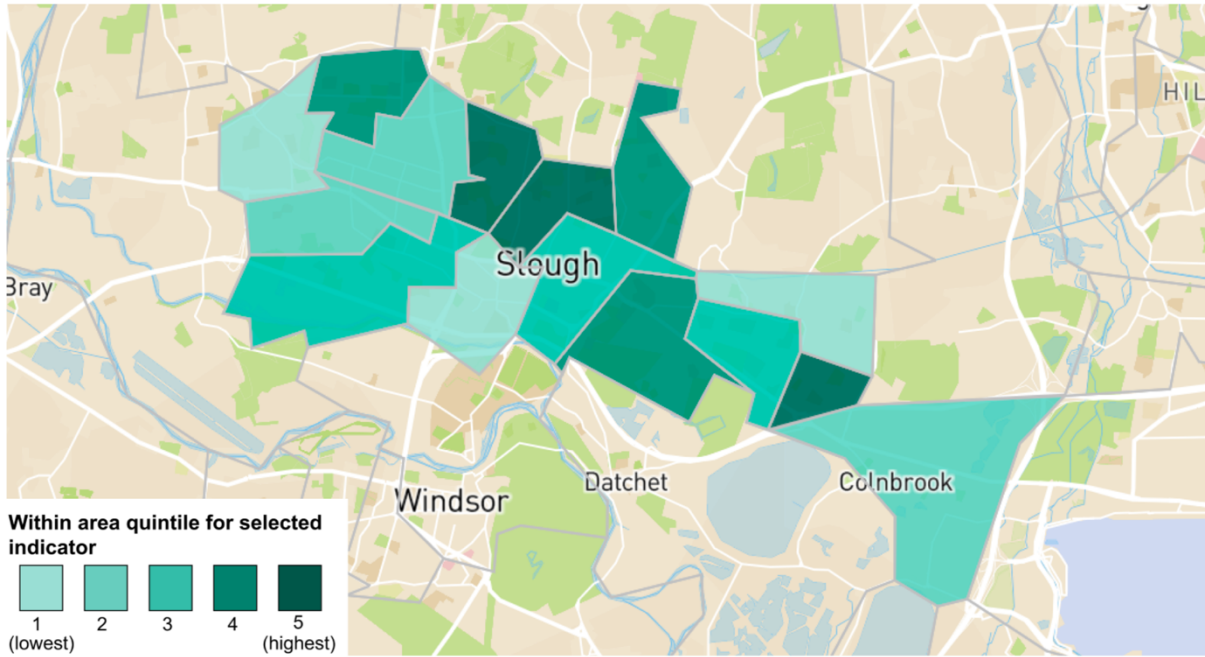 HIL
Slough
Bray
Datchet
Colnbrook
Windsor
Within area quintile for selected
indicator
1 2 3 4 5
(lowest) (highest)